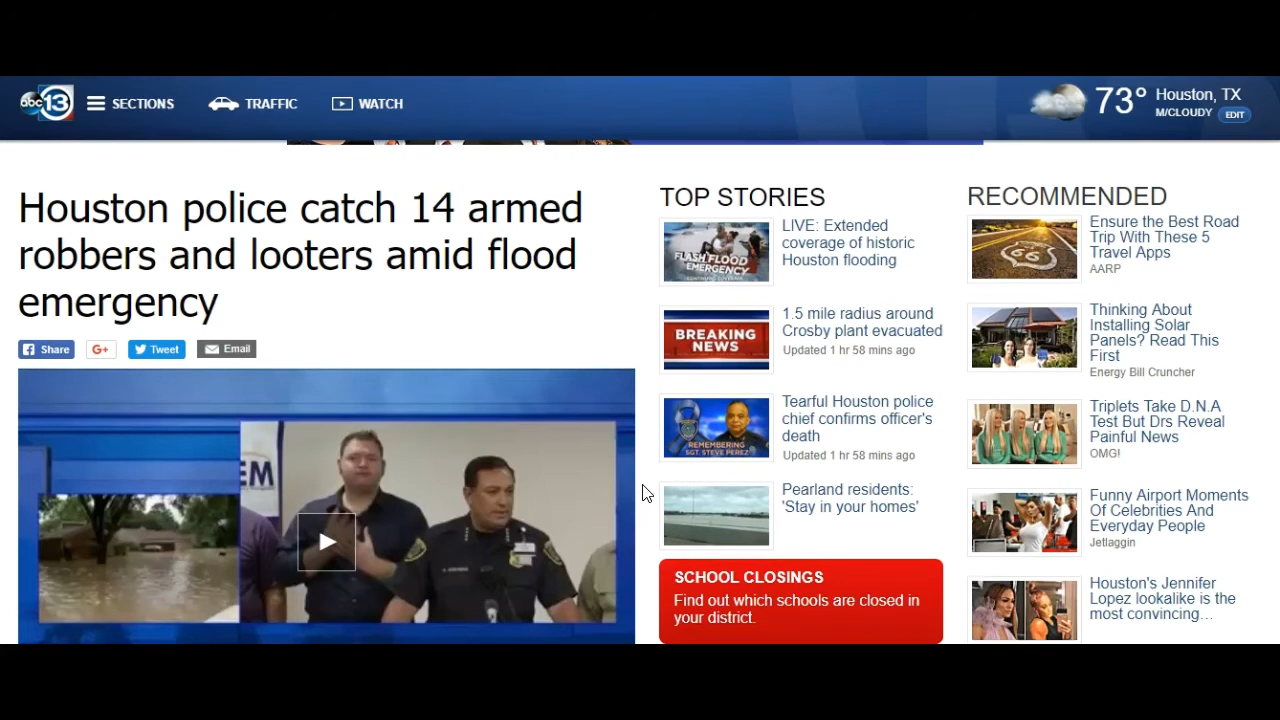 abc 13
SECTIONS
TRAFFIC
WATCH
73°
Houston, TX
M/CLOUDY
EDIT
Houston police catch 14 armed
robbers and looters amid flood
emergency
Share
G+
Tweet
Email
EM
TOP STORIES
FLASH FLOOD
EMERGENCY
LIVE: Extended
coverage of historic
Houston flooding
BREAKING
NEWS
1.5 mile radius around
Crosby plant evacuated
Updated 1 hr 58 mins ago
REMEMBERING
SGT. STEVE PEREZ
Tearful Houston police
chief confirms officer's
death
Updated 1 hr 58 mins ago
Pearland residents:
'Stay in your homes'
SCHOOL CLOSINGS
Find out which schools are closed in
your district.
RECOMMENDED
66
Ensure the Best Road
Trip With These 5
Travel Apps
AARP
Thinking About
Installing Solar
Panels? Read This
First
Energy Bill Cruncher
Triplets Take D.N.A
Test But Drs Reveal
Painful News
OMG!
Funny Airport Moments
Of Celebrities And
Everyday People
Jetlaggin
Houston's Jennifer
Lopez lookalike is the
most convincing…